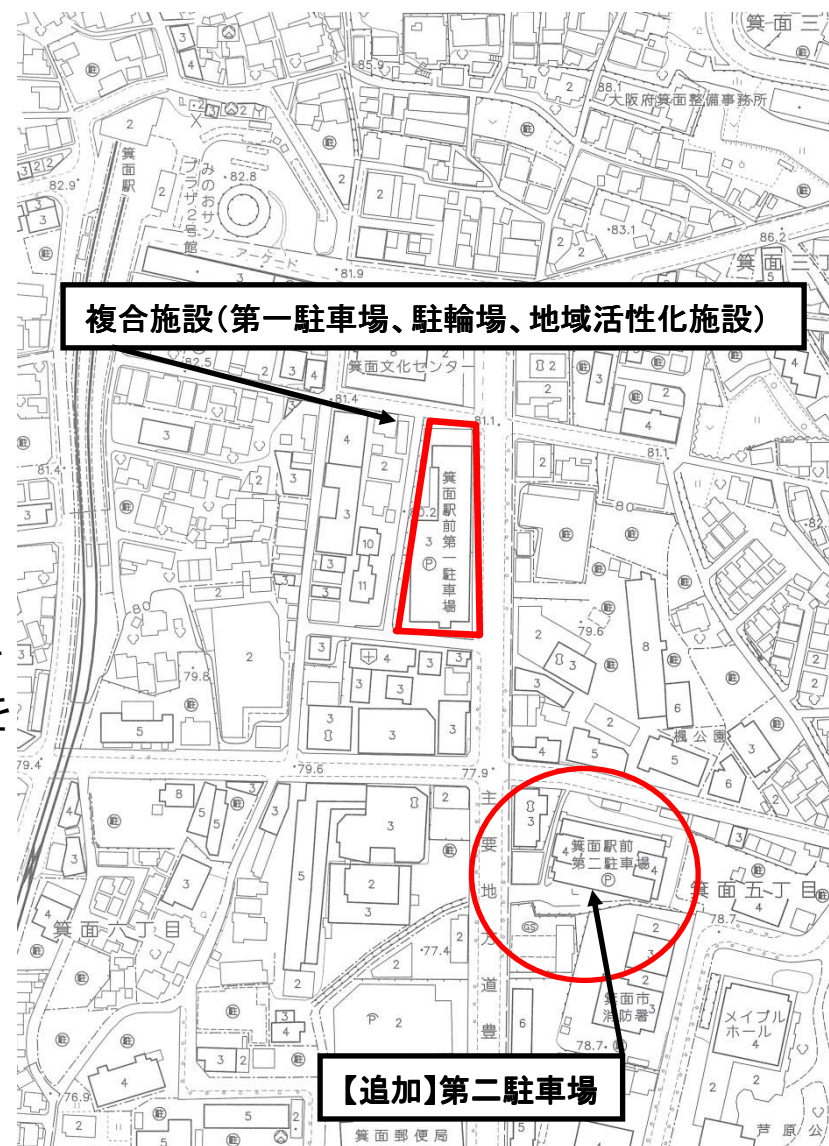 箕面三
85.9
88.1
大阪府箕面整備事務所
箕面駅
みのおサン
プラザ2号館
82.8
82.9
83.1
86.2
アーケード
81.9
箕面三丁
複合施設(第一駐車場、駐輪場、地域活性化施設)
82.5
箕面文化センター
81.4
81.1
81.1
81.4
80.2
箕面駅前第一駐車場
80
80
79.6
79.8
楓公園
79.4
79.6
77.9
主要地方道豊
箕面駅前
第二駐車場
箕面五丁目
78.7
箕面六丁目
77.4
GS
箕面市
消防署
メイプル
ホール
78.7
76.9
【追加】第二駐車場
箕面郵便局
芦原公